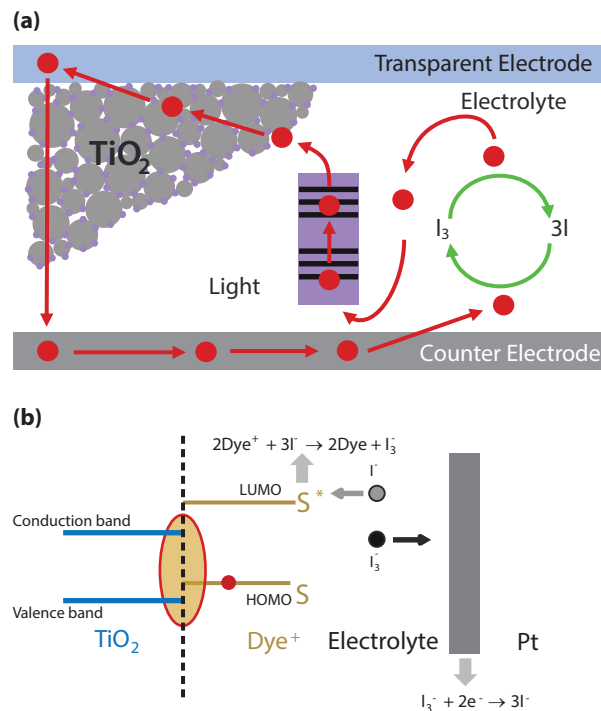 (a)
Transparent Electrode
Electrolyte
TiO₂
I₃
3I
Light
Counter Electrode
(b)
2Dye⁺ + 3I⁻ → 2Dye + I₃⁻
I⁻
LUMO
S *
Conduction band
I₃⁻
HOMO
S
Valence band
TiO₂
Dye⁺
Electrolyte
Pt
I₃⁻ + 2e⁻ → 3I⁻